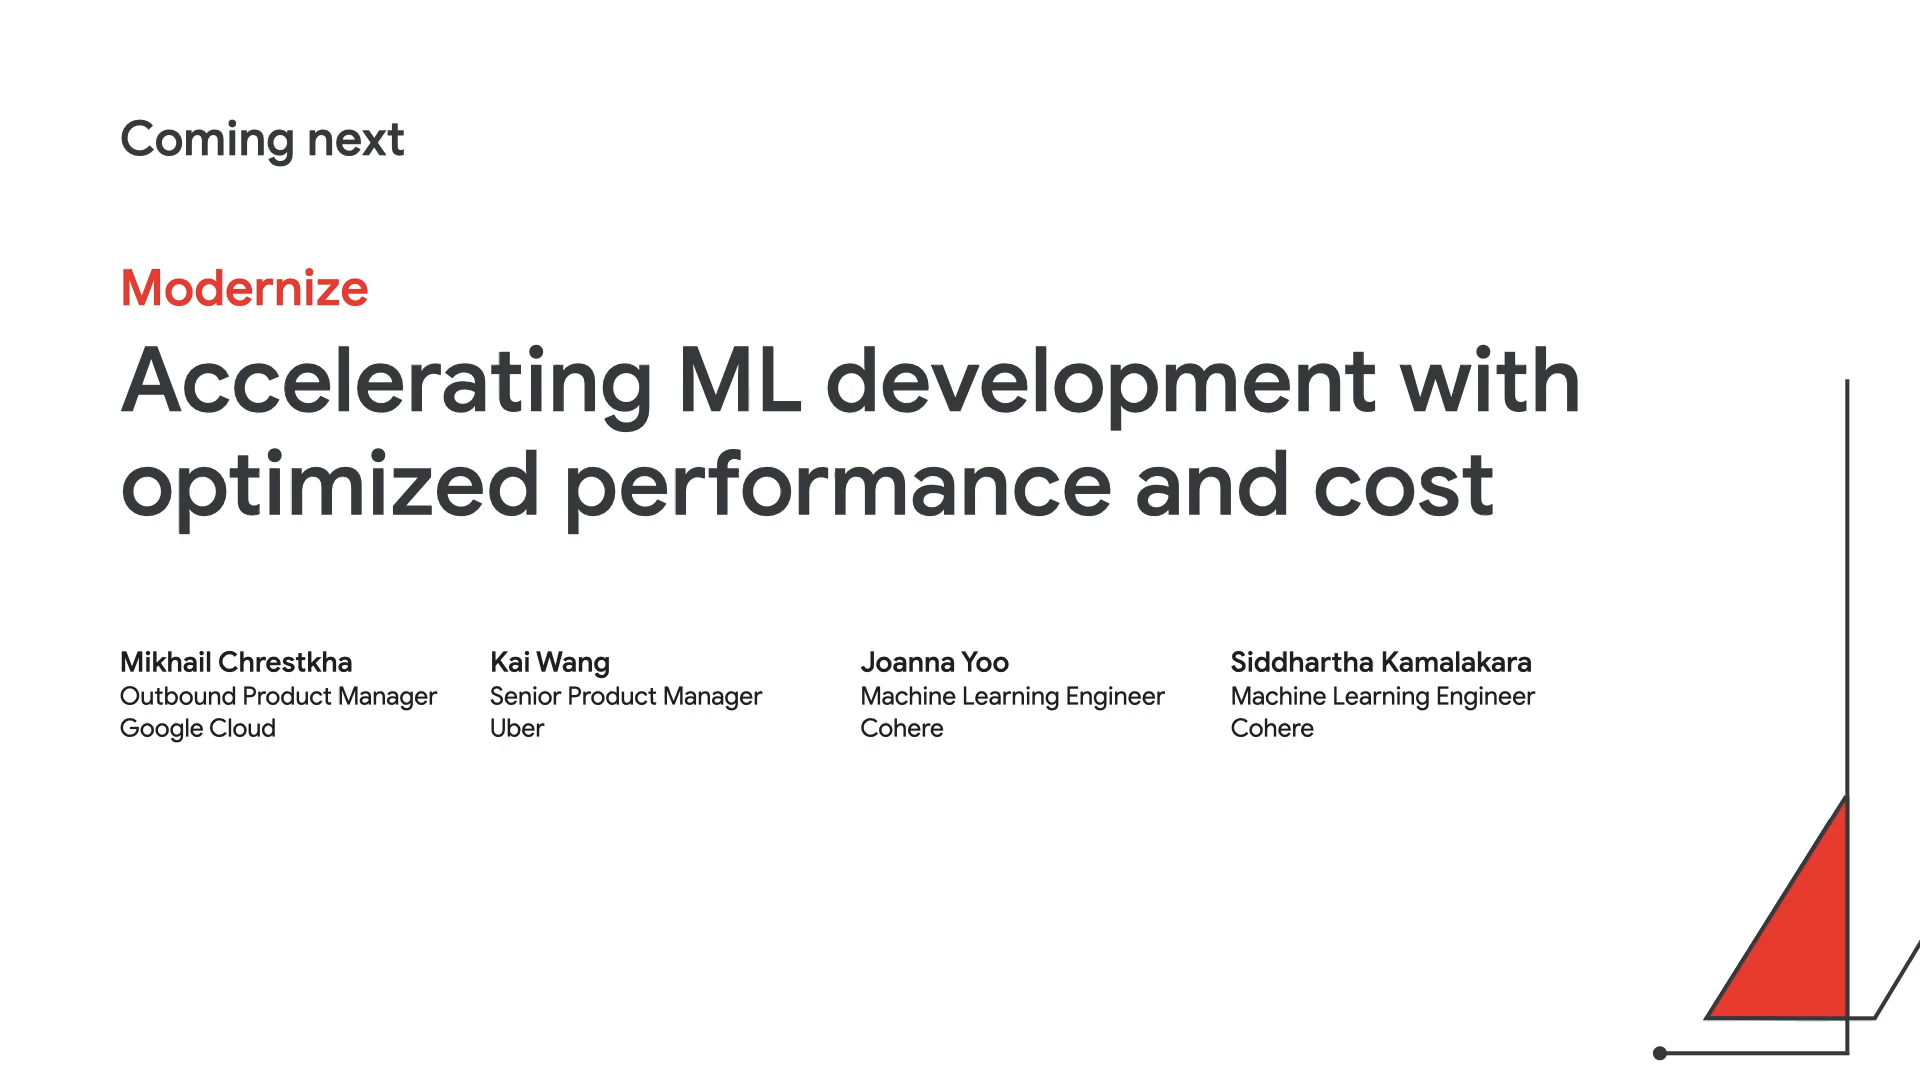 Coming next
Modernize
Accelerating ML development with
optimized performance and cost
Mikhail Chrestkha
Outbound Product Manager
Google Cloud
Kai Wang
Senior Product Manager
Uber
Joanna Yoo
Machine Learning Engineer
Cohere
Siddhartha Kamalakara
Machine Learning Engineer
Cohere